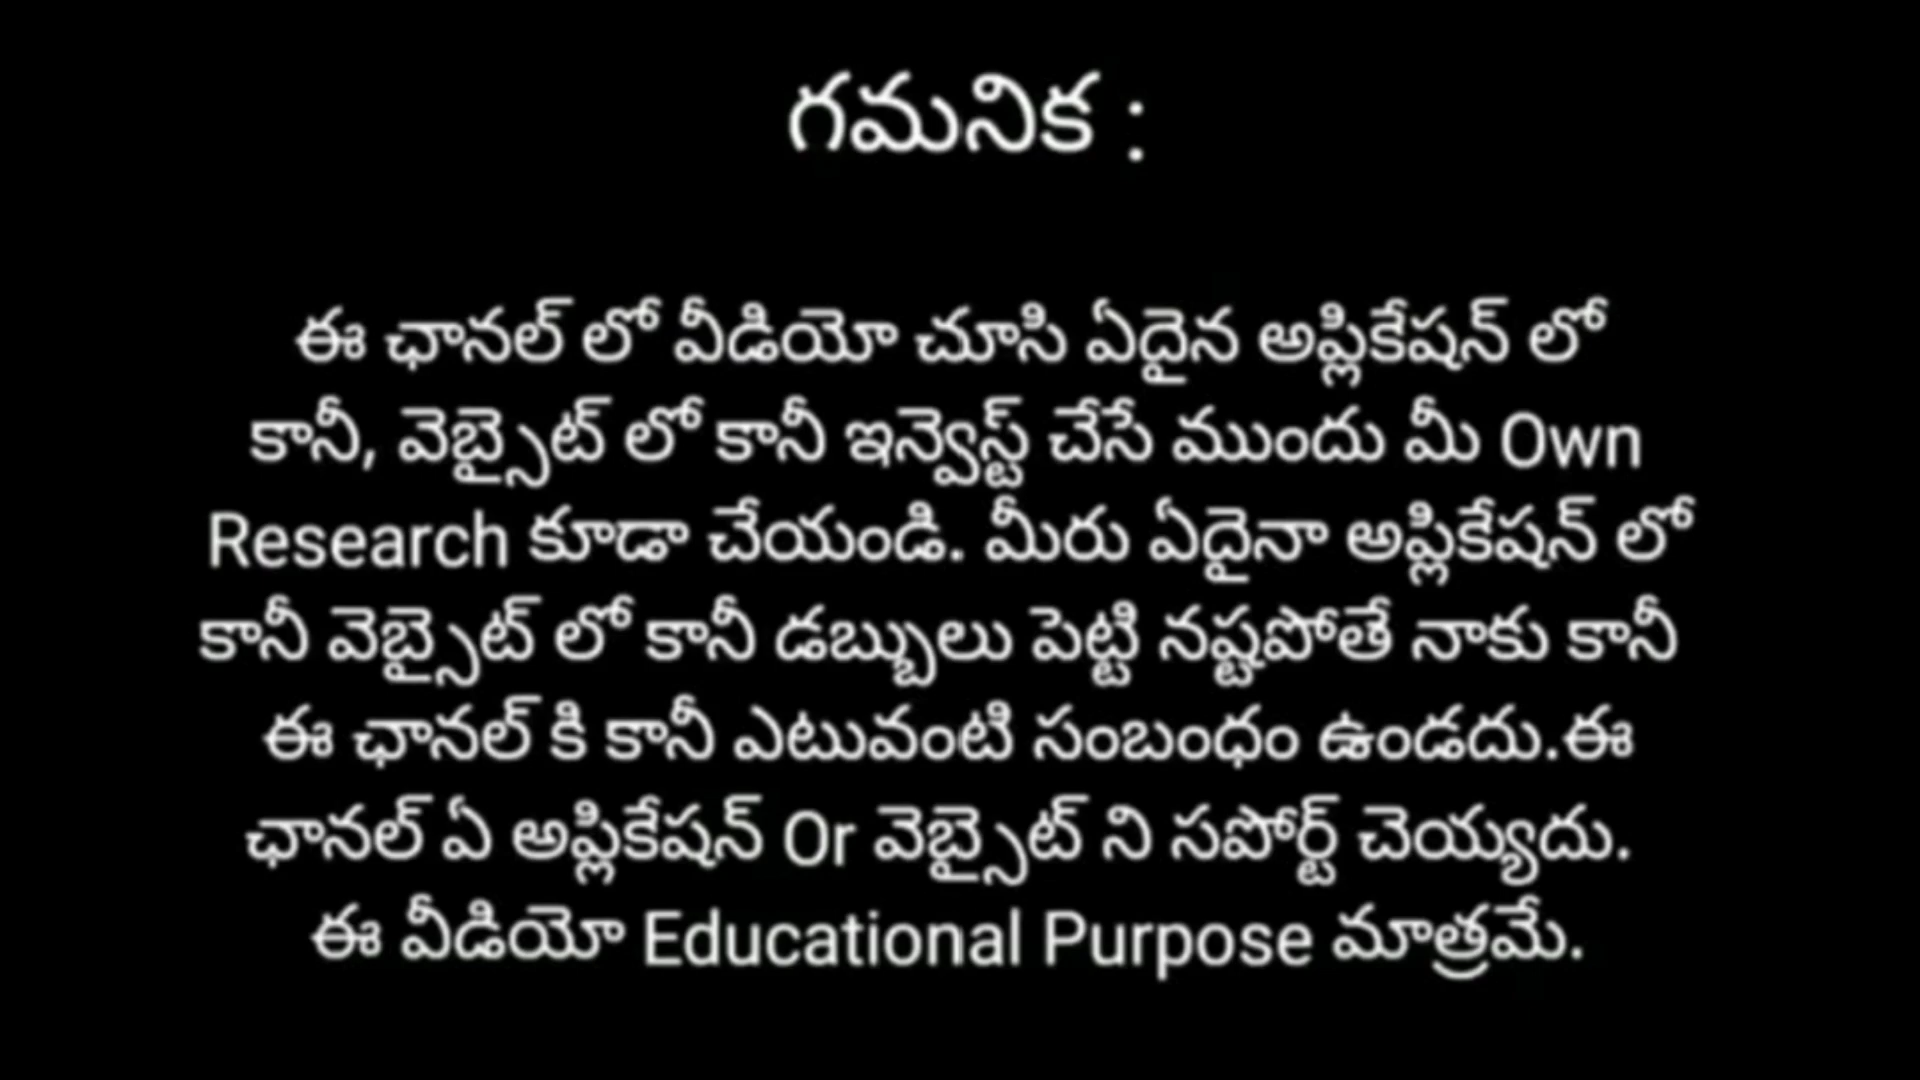 గమనిక :
ఈ ఛానల్ లో వీడియో చూసి ఏదైన అప్లికేషన్ లో
కానీ, వెబ్సైట్ లో కానీ ఇన్వెస్ట్ చేసే ముందు మీ Own
Research కూడా చేయండి. మీరు ఏదైనా అప్లికేషన్ లో
కానీ వెబ్సైట్ లో కానీ డబ్బులు పెట్టి నష్టపోతే నాకు కానీ
ఈ ఛానల్ కి కానీ ఎటువంటి సంబంధం ఉండదు.ఈ
ఛానల్ ఏ అప్లికేషన్ Or వెబ్సైట్ ని సపోర్ట్ చెయ్యదు.
ఈ వీడియో Educational Purpose మాత్రమే.